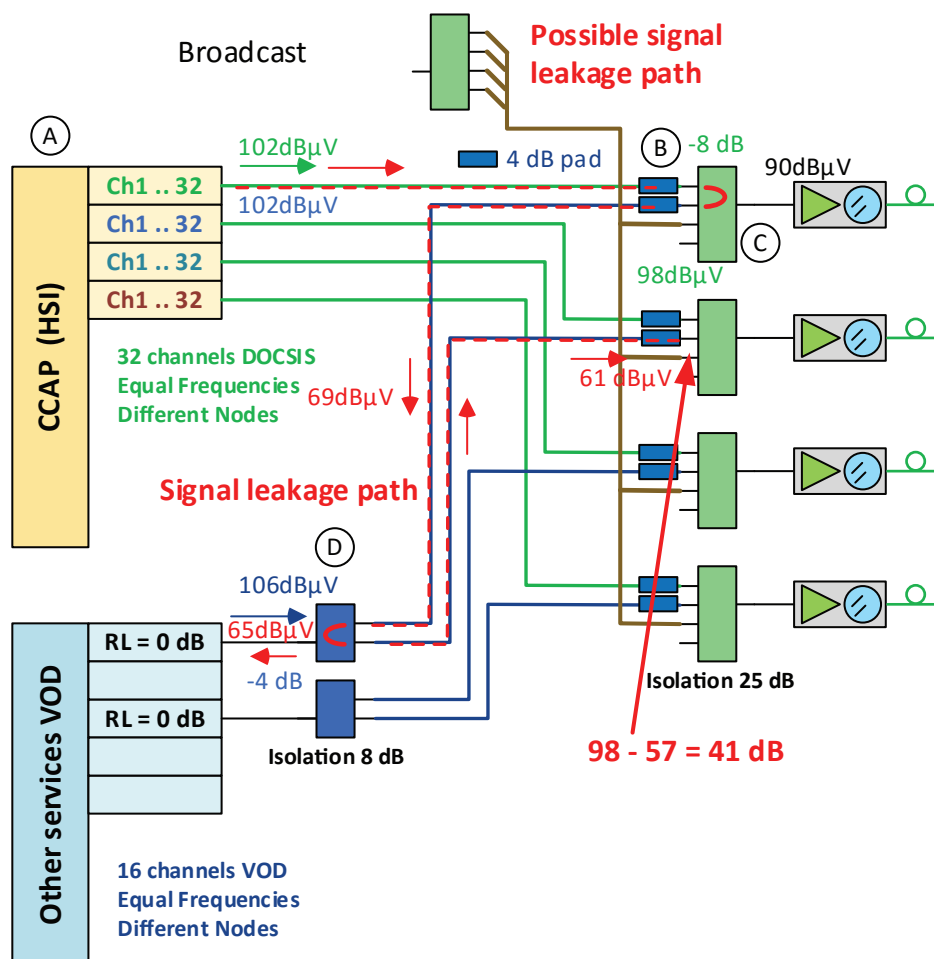 Broadcast
Possible signal
leakage path
A
102dBµV
4 dB pad
B
-8 dB
90dBµV
Ch1 .. 32
102dBµV
Ch1 .. 32
Ch1 .. 32
Ch1 .. 32
C
98dBµV
CCAP (HSI)
32 channels DOCSIS
Equal Frequencies
Different Nodes
69dBµV
61 dBµV
Signal leakage path
D
106dBµV
65dBµV
RL = 0 dB
-4 dB
RL = 0 dB
Isolation 8 dB
Isolation 25 dB
98 - 57 = 41 dB
Other services VOD
16 channels VOD
Equal Frequencies
Different Nodes